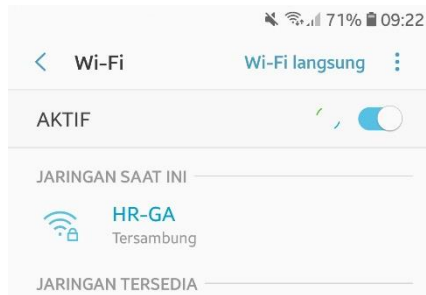 71% 09:22
Wi-Fi Wi-Fi langsung
AKTIF
JARINGAN SAAT INI
HR-GA
Tersambung
JARINGAN TERSEDIA